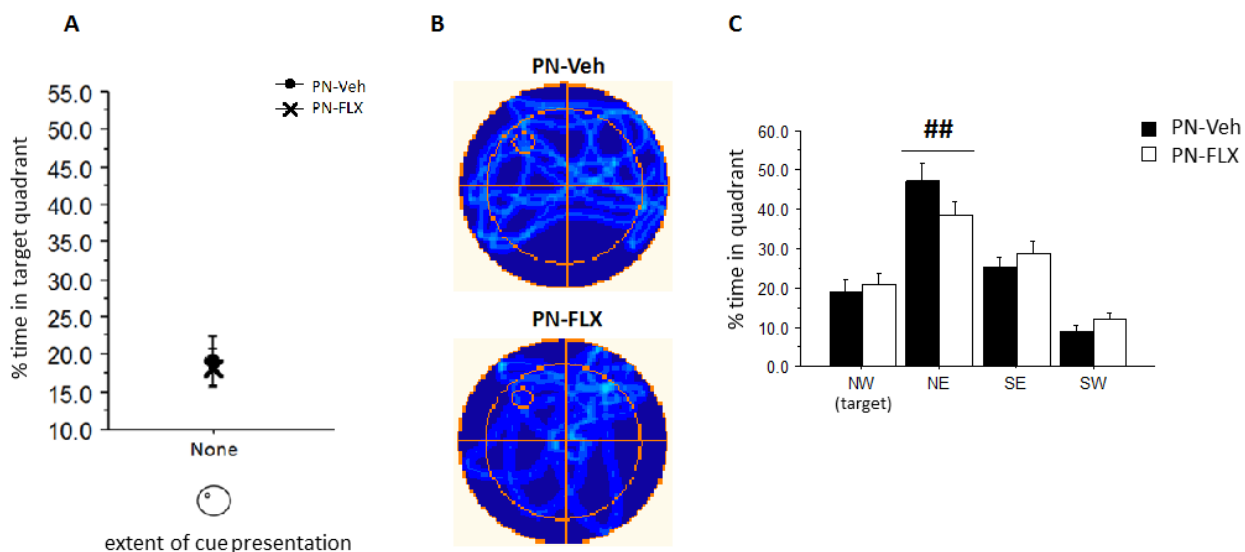 A
PN-Veh
PN-FLX
% time in target quadrant
55.0
50.0
45.0
40.0
35.0
30.0
25.0
20.0
15.0
10.0
None
extent of cue presentation
B
PN-Veh
PN-FLX
C
PN-Veh
PN-FLX
% time in quadrant
60.0
50.0
40.0
30.0
20.0
10.0
0.0
##
NW NE SE SW
(target)